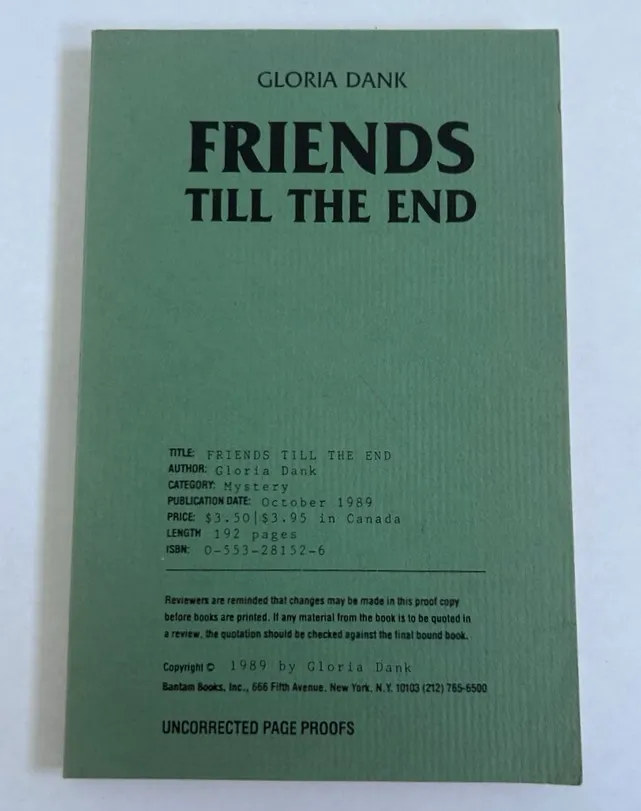 GLORIA DANK
FRIENDS
TILL THE END
TITLE: FRIENDS TILL THE END
AUTHOR: Gloria Dank
CATEGORY: Mystery
PUBLICATION DATE: October 1989
PRICE: $3.50|$3.95 in Canada
LENGTH 192 pages
ISBN: 0-553-28152-6
Reviewers are reminded that changes may be made in this proof copy
before books are printed. If any material from the book is to be quoted in
a review, the quotation should be checked against the final bound book.
Copyright © 1989 by Gloria Dank
Bantam Books, Inc., 666 Fifth Avenue, New York, N.Y. 10103 (212) 765-6500
UNCORRECTED PAGE PROOFS